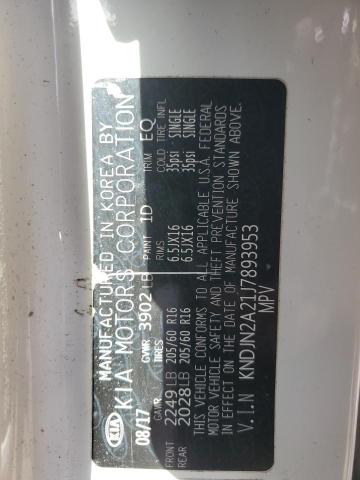 KIA
MANUFACTURED IN KOREA BY
KIA MOTORS CORPORATION
08/17 GVWR 3902 LB PAINT 1D TRIM EQ
GAWR TIRES RIMS COLD TIRE INFL
FRONT 2249 LB 205/60 R16 6.5JX16 35psi SINGLE
REAR 2028 LB 205/60 R16 6.5JX16 35psi SINGLE
THIS VEHICLE CONFORMS TO ALL APPLICABLE U.S.A. FEDERAL
MOTOR VEHICLE SAFETY AND THEFT PREVENTION STANDARDS
IN EFFECT ON THE DATE OF MANUFACTURE SHOWN ABOVE.
V.I.N KNDJN2A21J7893953
MPV